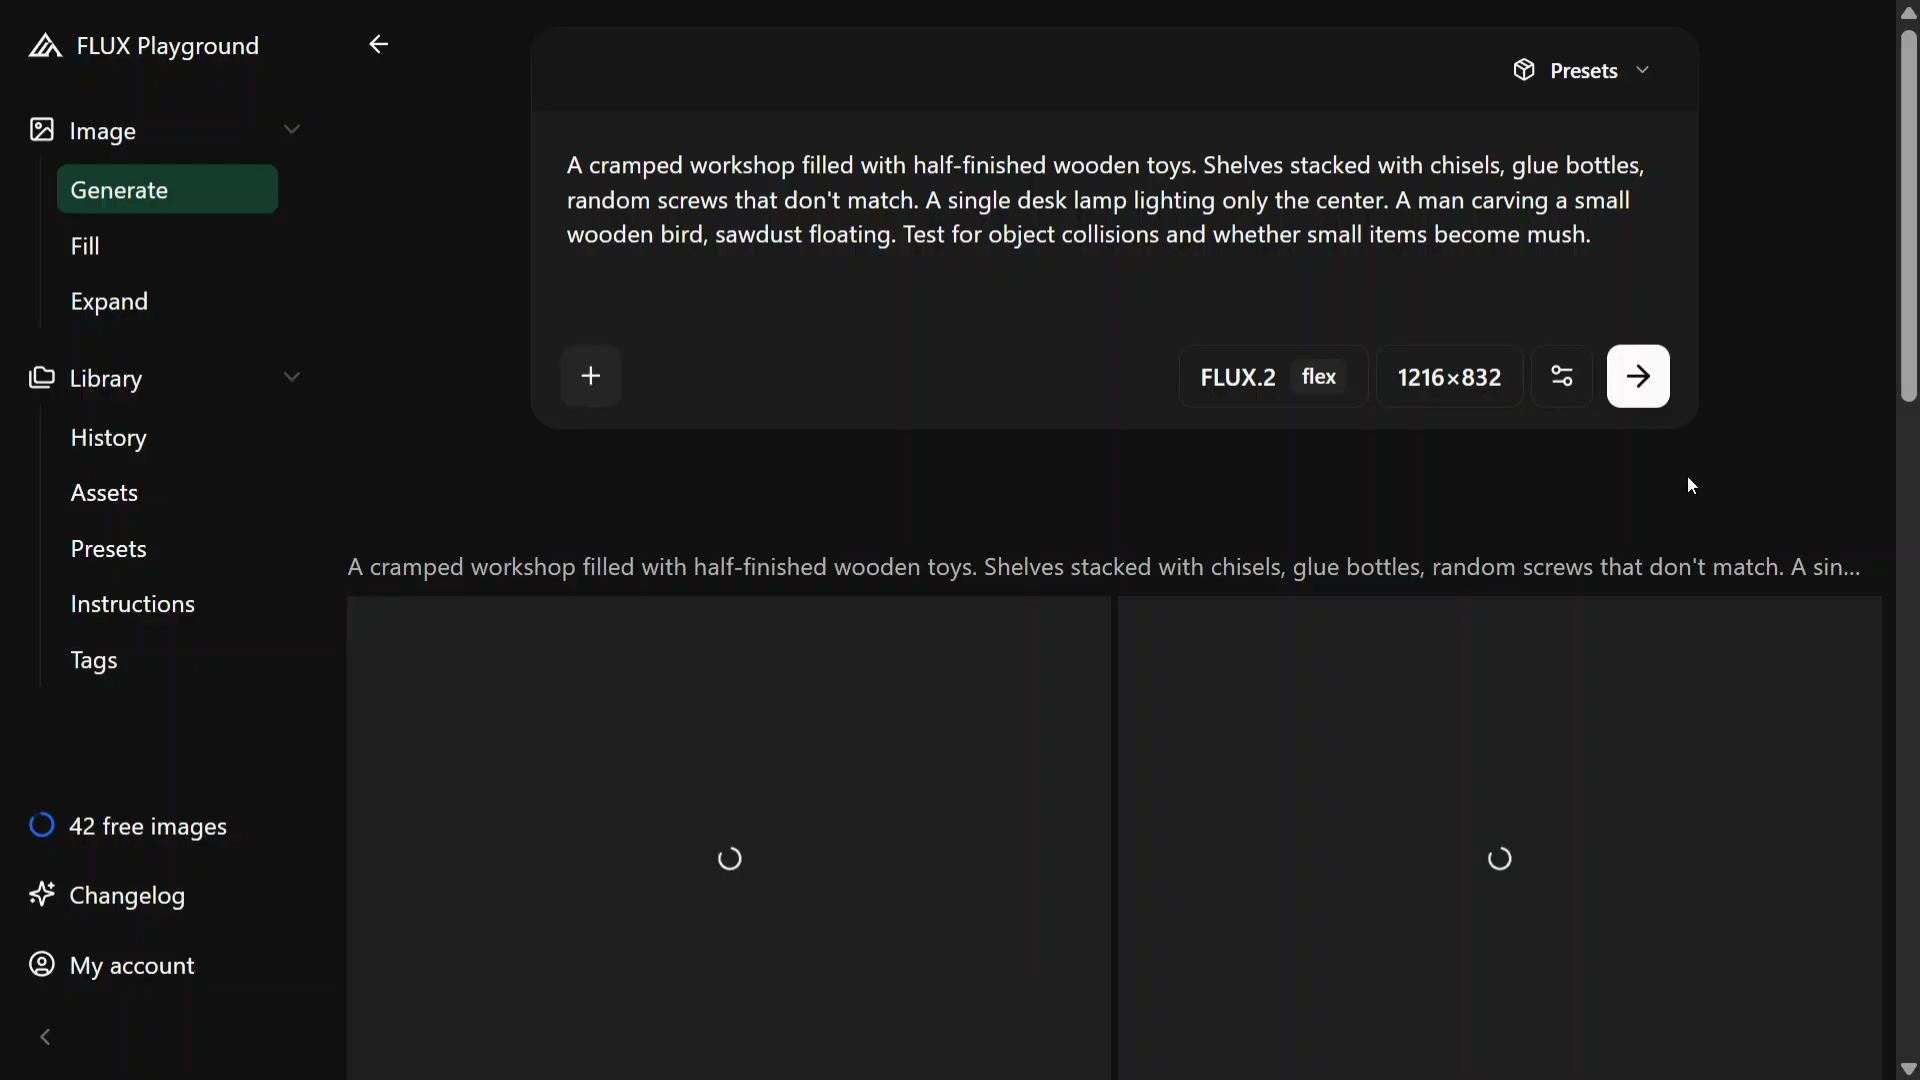 FLUX Playground
Image
Generate
Fill
Expand
Library
History
Assets
Presets
Instructions
Tags
42 free images
Changelog
My account
Presets
A cramped workshop filled with half-finished wooden toys. Shelves stacked with chisels, glue bottles,
random screws that don't match. A single desk lamp lighting only the center. A man carving a small
wooden bird, sawdust floating. Test for object collisions and whether small items become mush.
FLUX.2 flex
1216×832
A cramped workshop filled with half-finished wooden toys. Shelves stacked with chisels, glue bottles, random screws that don't match. A sin...